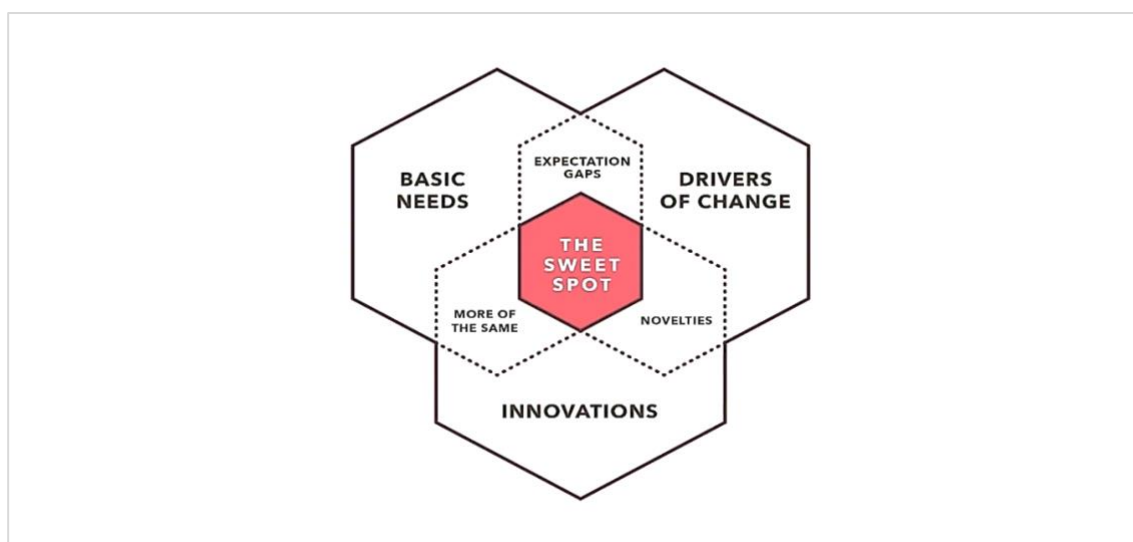 EXPECTATION
GAPS
BASIC
NEEDS
DRIVERS
OF CHANGE
THE
SWEET
SPOT
MORE OF
THE SAME
NOVELTIES
INNOVATIONS